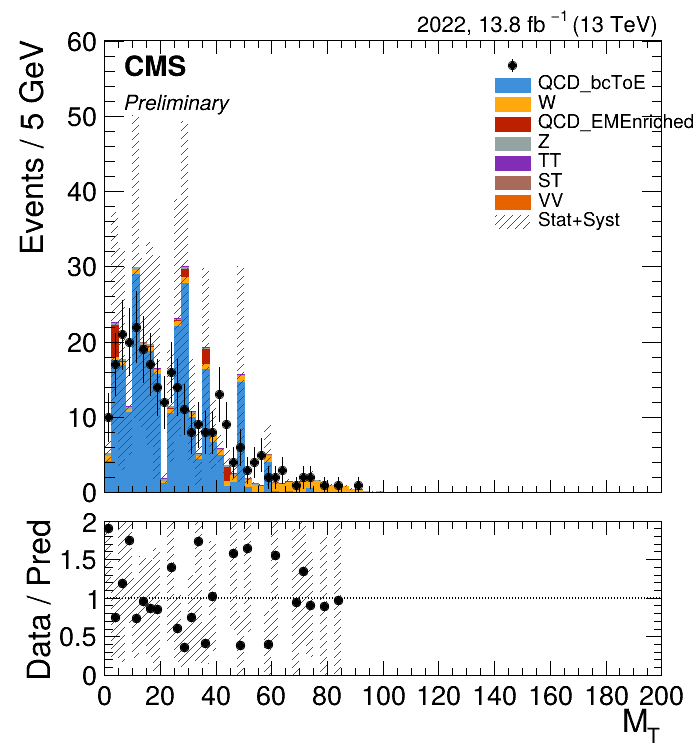 2022, 13.8 fb⁻¹ (13 TeV)
CMS
Preliminary
QCD_bcToE
W
QCD_EMEnriched
Z
TT
ST
VV
Stat+Syst
Events / 5 GeV
60
50
40
30
20
10
0
Data / Pred
2
1.5
1
0.5
0
0 20 40 60 80 100 120 140 160 180 200
M_T